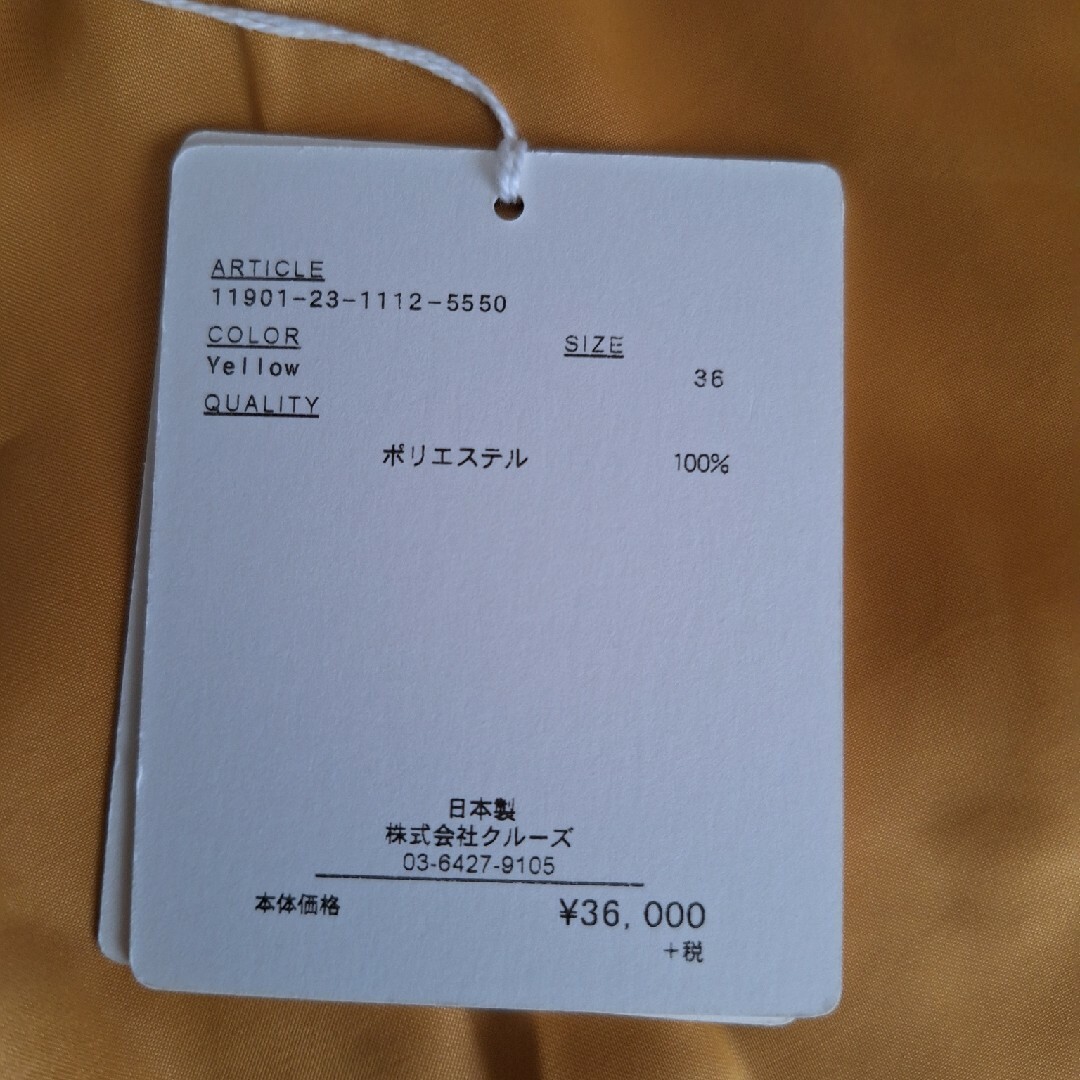 ARTICLE
11901-23-1112-5550
COLOR
SIZE
Yellow
36
QUALITY
ポリエステル 100%
日本製
株式会社クルーズ
03-6427-9105
本体価格 ¥36,000
+税